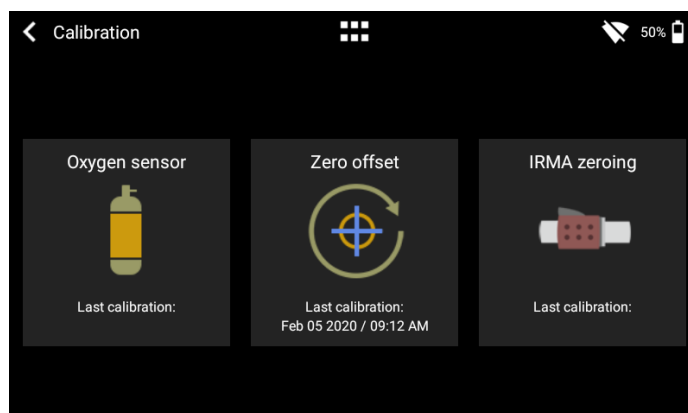 Calibration
50%
Oxygen sensor
Zero offset
IRMA zeroing
Last calibration:
Last calibration:
Feb 05 2020 / 09:12 AM
Last calibration: